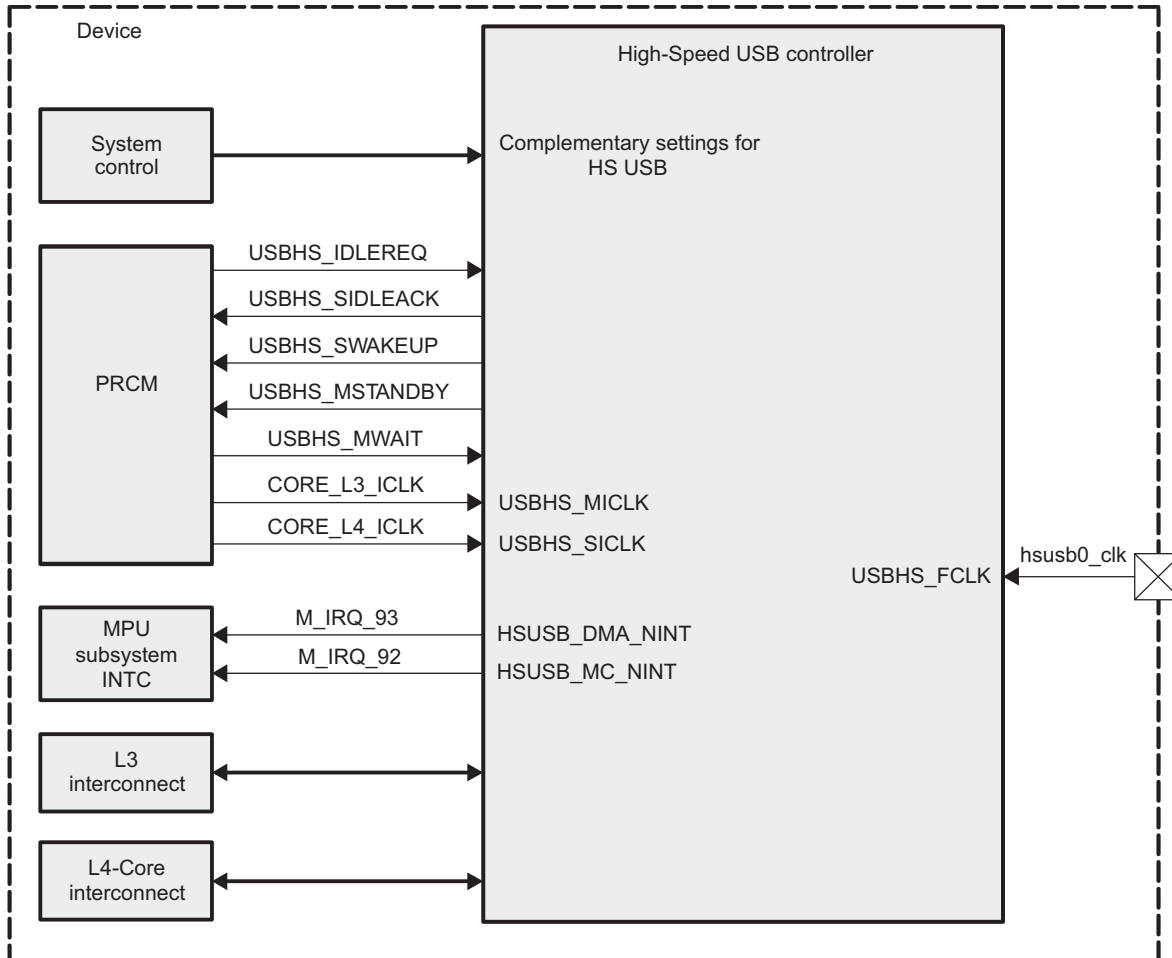 Device
High-Speed USB controller
System
control
Complementary settings for
HS USB
PRCM
USBHS_IDLEREQ
USBHS_SIDLEACK
USBHS_SWAKEUP
USBHS_MSTANDBY
USBHS_MWAIT
CORE_L3_ICLK
USBHS_MICLK
CORE_L4_ICLK
USBHS_SICLK
hsusb0_clk
USBHS_FCLK
MPU
subsystem
INTC
M_IRQ_93
HSUSB_DMA_NINT
M_IRQ_92
HSUSB_MC_NINT
L3
interconnect
L4-Core
interconnect